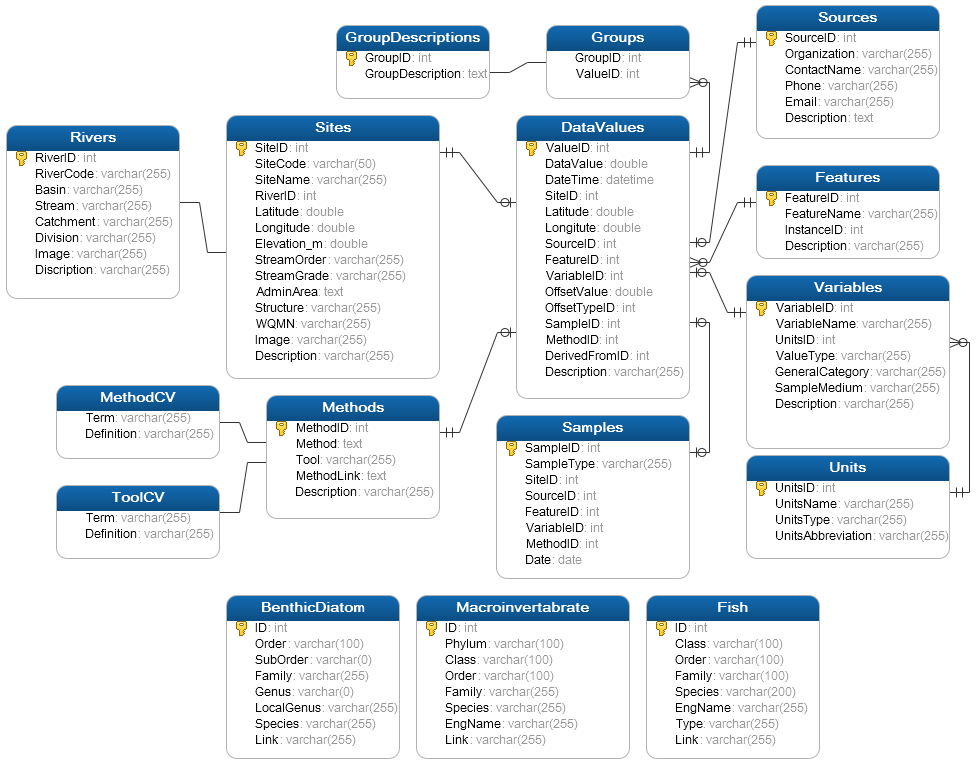 GroupDescriptions
GroupID: int
GroupDescription: text
Groups
GroupID: int
ValueID: int
Sources
SourceID: int
Organization: varchar(255)
ContactName: varchar(255)
Phone: varchar(255)
Email: varchar(255)
Description: text
Rivers
RiverID: int
RiverCode: varchar(255)
Basin: varchar(255)
Stream: varchar(255)
Catchment: varchar(255)
Division: varchar(255)
Image: varchar(255)
Discription: varchar(255)
Sites
SiteID: int
SiteCode: varchar(50)
SiteName: varchar(255)
RiverID: int
Latitude: double
Longitude: double
Elevation_m: double
StreamOrder: varchar(255)
StreamGrade: varchar(255)
AdminArea: text
Structure: varchar(255)
WQMN: varchar(255)
Image: varchar(255)
Description: varchar(255)
DataValues
ValueID: int
DataValue: double
DateTime: datetime
SiteID: int
Latitude: double
Longitute: double
SourceID: int
FeatureID: int
VariableID: int
OffsetValue: double
OffsetTypeID: int
SampleID: int
MethodID: int
DerivedFromID: int
Description: varchar(255)
Features
FeatureID: int
FeatureName: varchar(255)
InstanceID: int
Description: varchar(255)
Variables
VariableID: int
VariableName: varchar(255)
UnitsID: int
ValueType: varchar(255)
GeneralCategory: varchar(255)
SampleMedium: varchar(255)
Description: varchar(255)
MethodCV
Term: varchar(255)
Definition: varchar(255)
ToolCV
Term: varchar(255)
Definition: varchar(255)
Methods
MethodID: int
Method: text
Tool: varchar(255)
MethodLink: text
Description: varchar(255)
Samples
SampleID: int
SampleType: varchar(255)
SiteID: int
SourceID: int
FeatureID: int
VariableID: int
MethodID: int
Date: date
Units
UnitsID: int
UnitsName: varchar(255)
UnitsType: varchar(255)
UnitsAbbreviation: varchar(255)
BenthicDiatom
ID: int
Order: varchar(100)
SubOrder: varchar(0)
Family: varchar(255)
Genus: varchar(0)
LocalGenus: varchar(255)
Species: varchar(255)
Link: varchar(255)
Macroinvertabrate
ID: int
Phylum: varchar(100)
Class: varchar(100)
Order: varchar(100)
Family: varchar(255)
Species: varchar(255)
EngName: varchar(255)
Link: varchar(255)
Fish
ID: int
Class: varchar(100)
Order: varchar(100)
Family: varchar(100)
Species: varchar(200)
EngName: varchar(255)
Type: varchar(255)
Link: varchar(255)